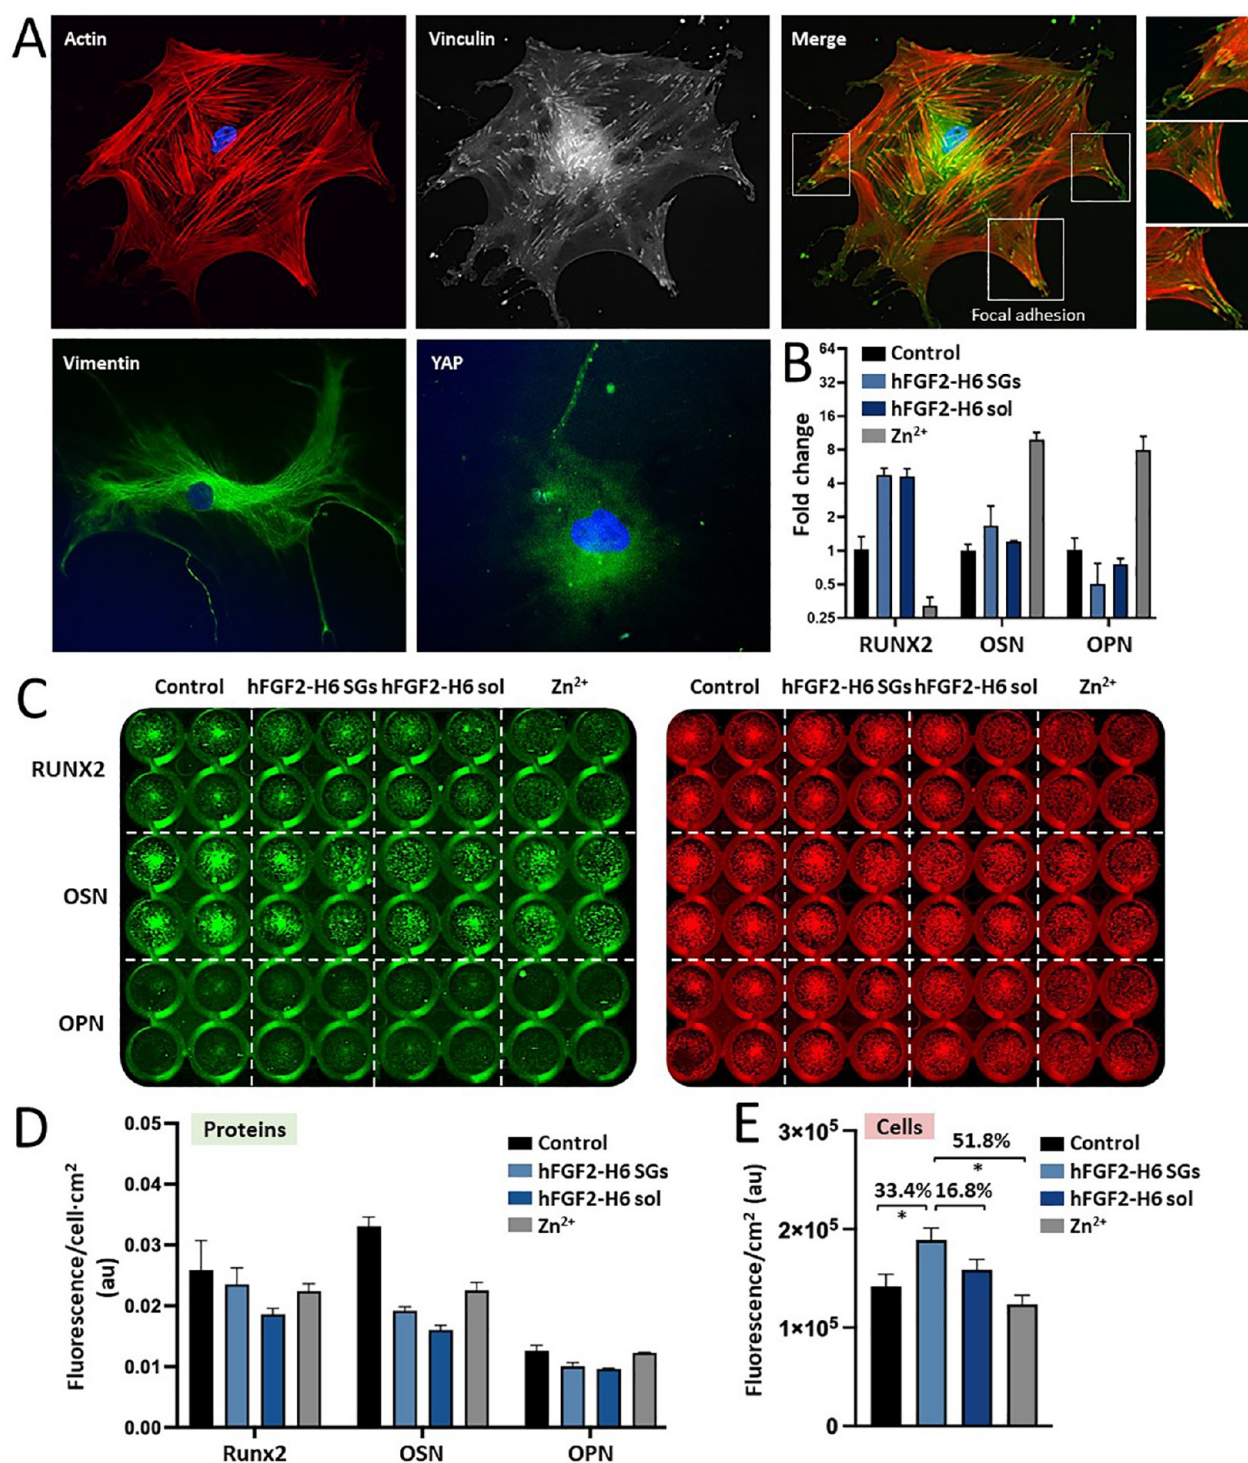 A
Actin
Vinculin
Merge
Focal adhesion
Vimentin
YAP
B
Control
hFGF2-H6 SGs
hFGF2-H6 sol
Zn²⁺
Fold change
64
32
16
8
4
2
1
0.5
0.25
RUNX2 OSN OPN
C
Control hFGF2-H6 SGs hFGF2-H6 sol Zn²⁺
Control hFGF2-H6 SGs hFGF2-H6 sol Zn²⁺
RUNX2
OSN
OPN
D
Proteins
Control
hFGF2-H6 SGs
hFGF2-H6 sol
Zn²⁺
Fluorescence/cell·cm²
(au)
0.05
0.04
0.03
0.02
0.01
0.00
Runx2 OSN OPN
E
Cells
51.8%
*
33.4% 16.8%
*
Control
hFGF2-H6 SGs
hFGF2-H6 sol
Zn²⁺
Fluorescence/cm² (au)
3×10⁵
2×10⁵
1×10⁵
0